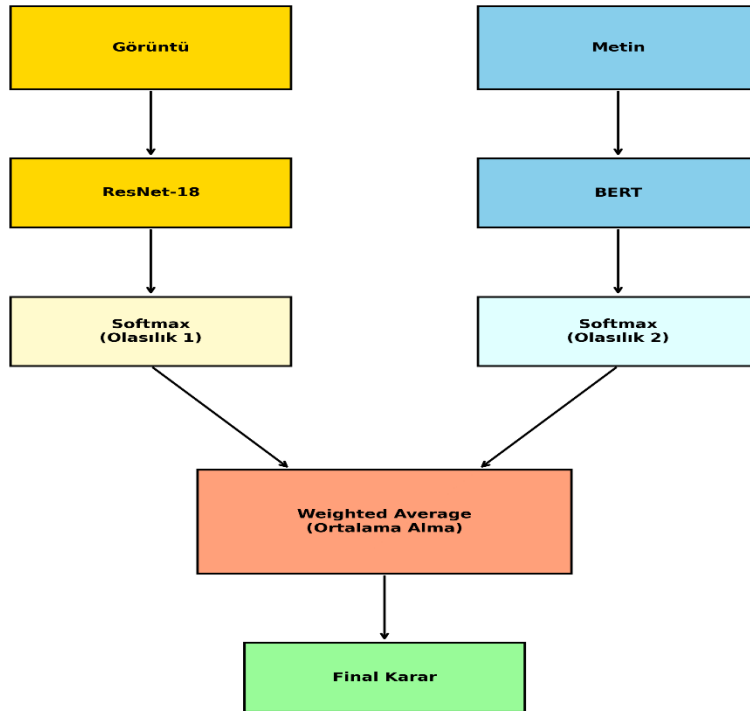 Görüntü
Metin
ResNet-18
BERT
Softmax
(Olasılık 1)
Softmax
(Olasılık 2)
Weighted Average
(Ortalama Alma)
Final Karar